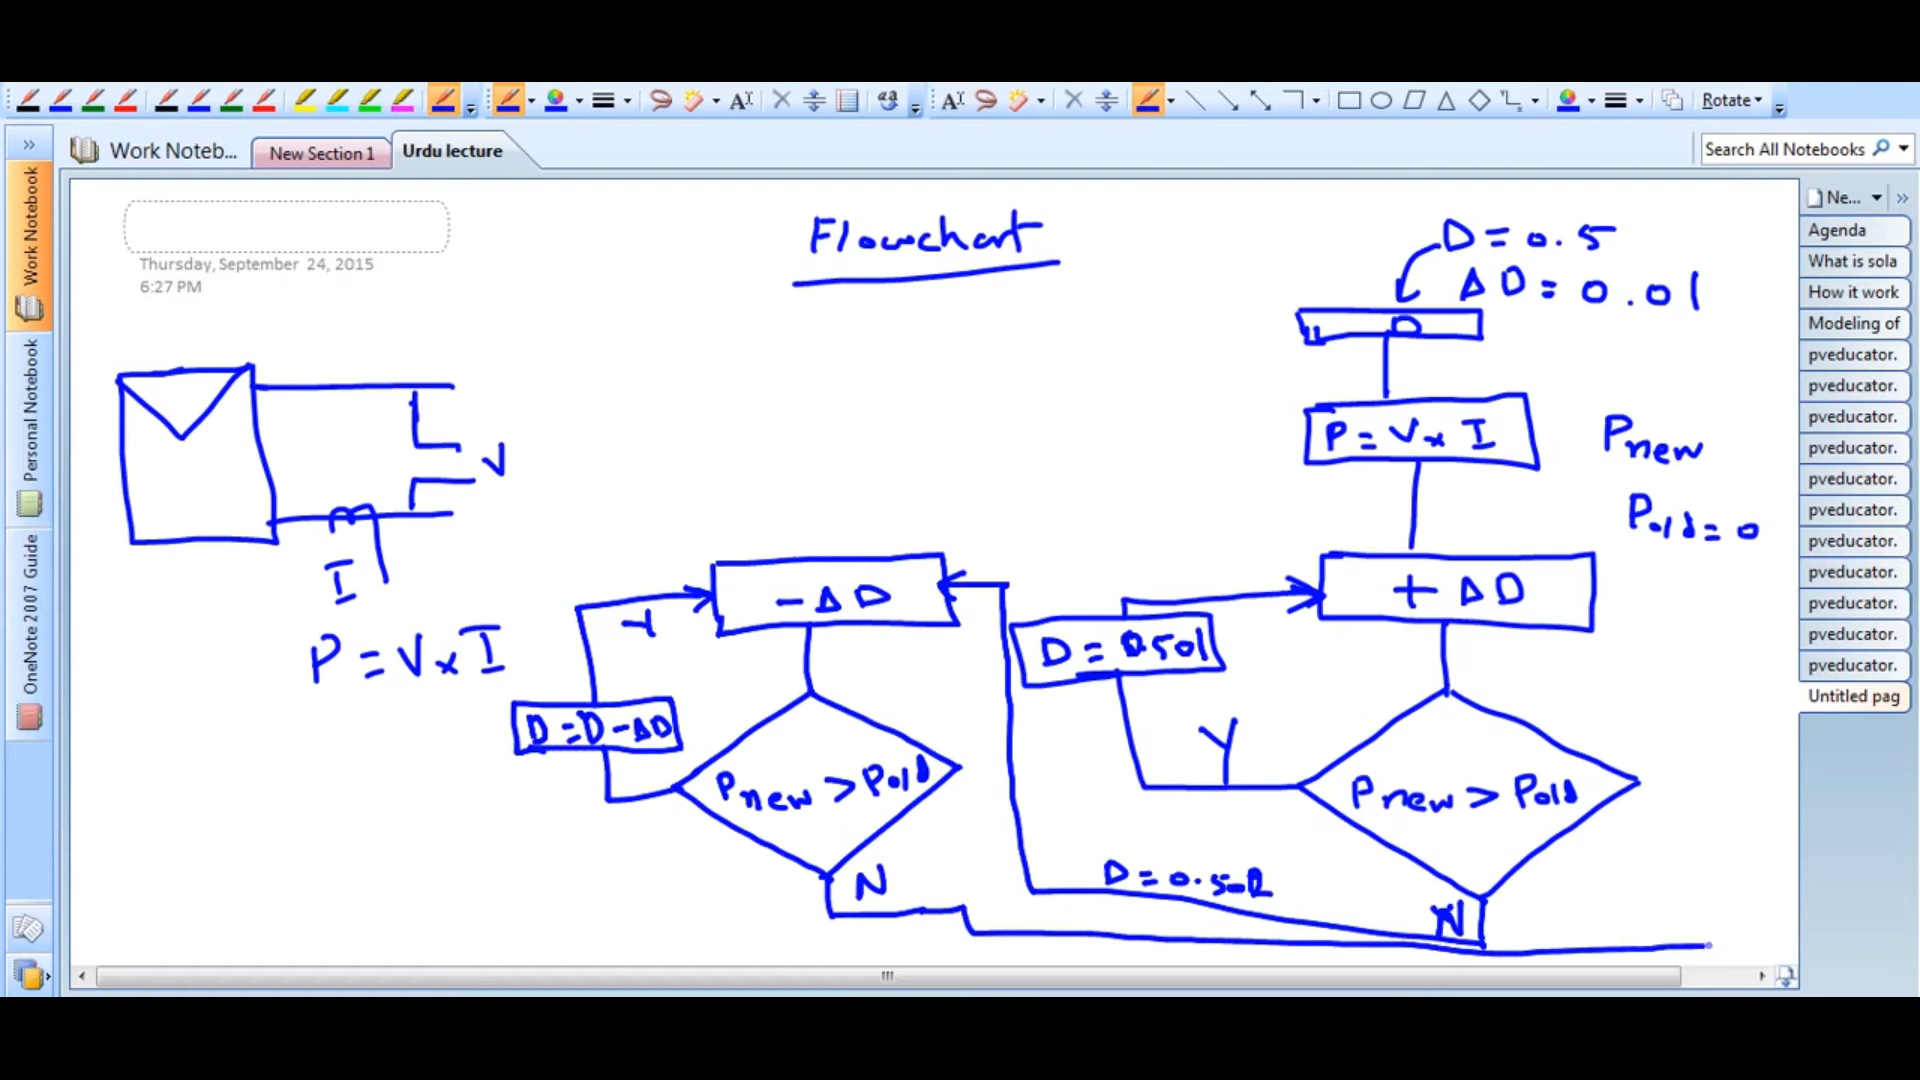 Rotate
Work Noteb...
New Section 1
Urdu lecture
Search All Notebooks
Work Notebook
Personal Notebook
OneNote 2007 Guide
Thursday, September 24, 2015
6:27 PM
Ne...
Agenda
What is sola
How it work
Modeling of
pveducator.
pveducator.
pveducator.
pveducator.
pveducator.
pveducator.
pveducator.
pveducator.
pveducator.
pveducator.
pveducator.
Untitled pag
Flowchart
D = 0.5
ΔD = 0.01
D
P = V x I
Pnew
Pold = 0
V
I
P = V x I
- ΔD
+ ΔD
Y
D = 0.501
D = D - ΔD
Y
Pnew > Pold
Pnew > Pold
N
D = 0.502
N